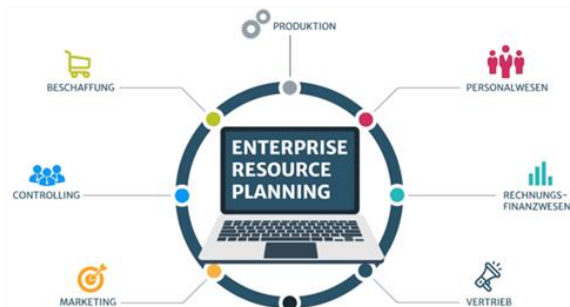 PRODUKTION
BESCHAFFUNG
PERSONALWESEN
ENTERPRISE
RESOURCE
PLANNING
CONTROLLING
RECHNUNGS-
FINANZWESEN
MARKETING
VERTRIEB